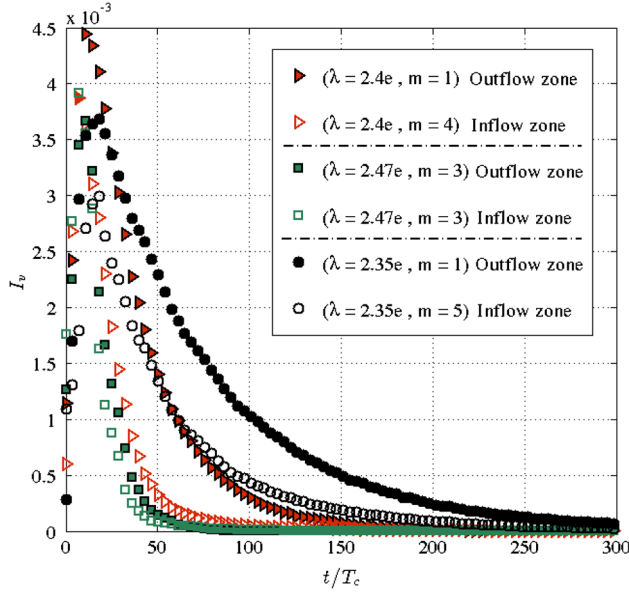 x 10⁻³
4.5
4
3.5
3
2.5
2
1.5
1
0.5
0
I_v
(λ = 2.4e , m = 1) Outflow zone
(λ = 2.4e , m = 4) Inflow zone
(λ = 2.47e , m = 3) Outflow zone
(λ = 2.47e , m = 3) Inflow zone
(λ = 2.35e , m = 1) Outflow zone
(λ = 2.35e , m = 5) Inflow zone
0 50 100 150 200 250 300
t/T_c